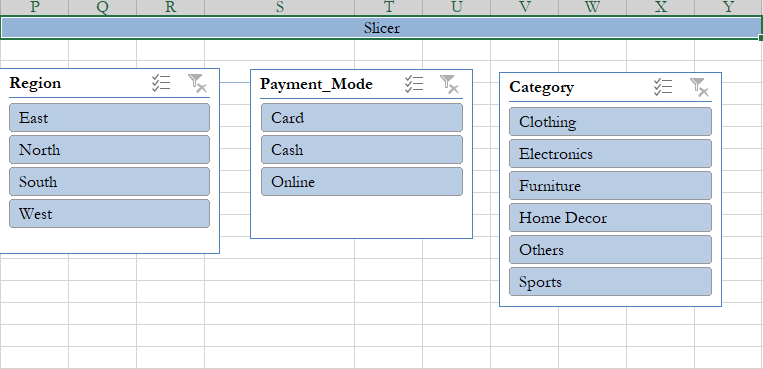 P Q R S T U V W X Y
Slicer
Region
East
North
South
West
Payment_Mode
Card
Cash
Online
Category
Clothing
Electronics
Furniture
Home Decor
Others
Sports